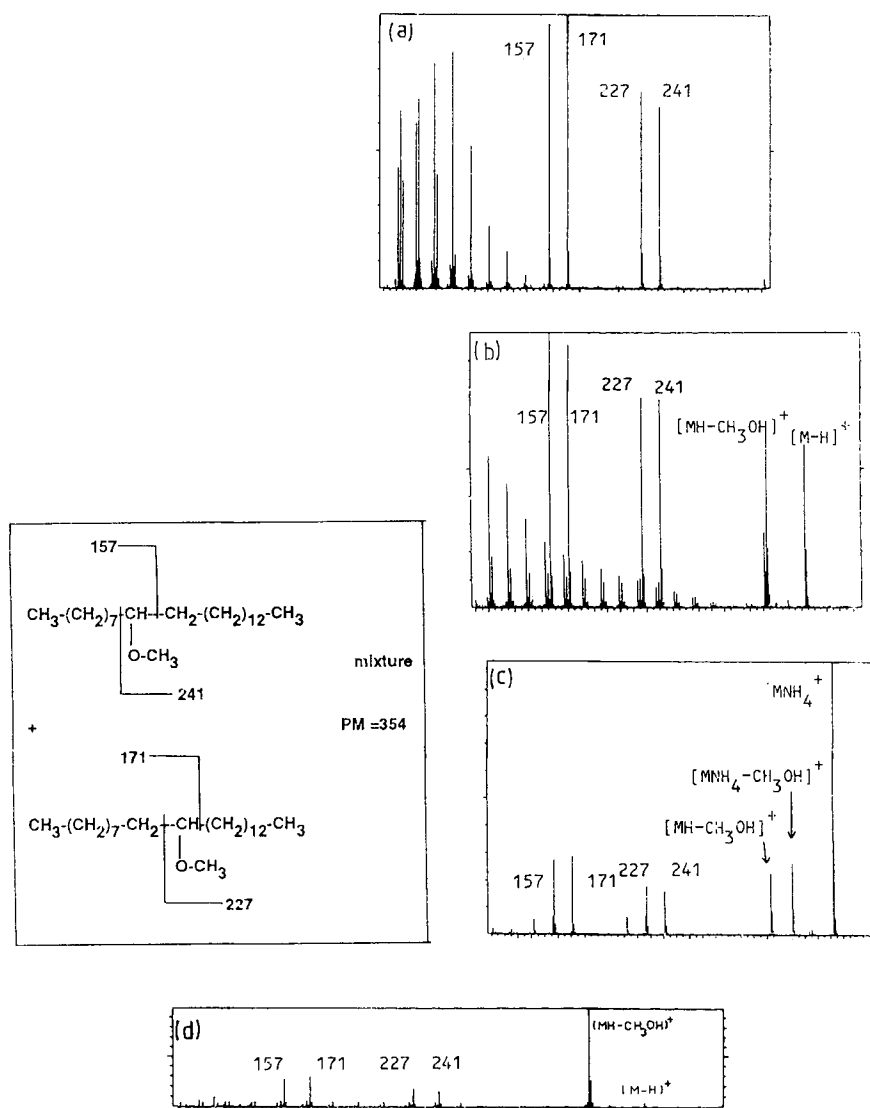 (a)
157
171
227
241
(b)
157
171
227
241
[MH-CH3OH]+
[M-H]+
157
CH3-(CH2)7-CH-CH2-(CH2)12-CH3
O-CH3
241
mixture
+
PM =354
171
CH3-(CH2)7-CH2-CH-(CH2)12-CH3
O-CH3
227
(c)
MNH4+
[MNH4-CH3OH]+
[MH-CH3OH]+
157
171
227
241
(d)
157
171
227
241
(MH-CH3OH)+
[M-H]+